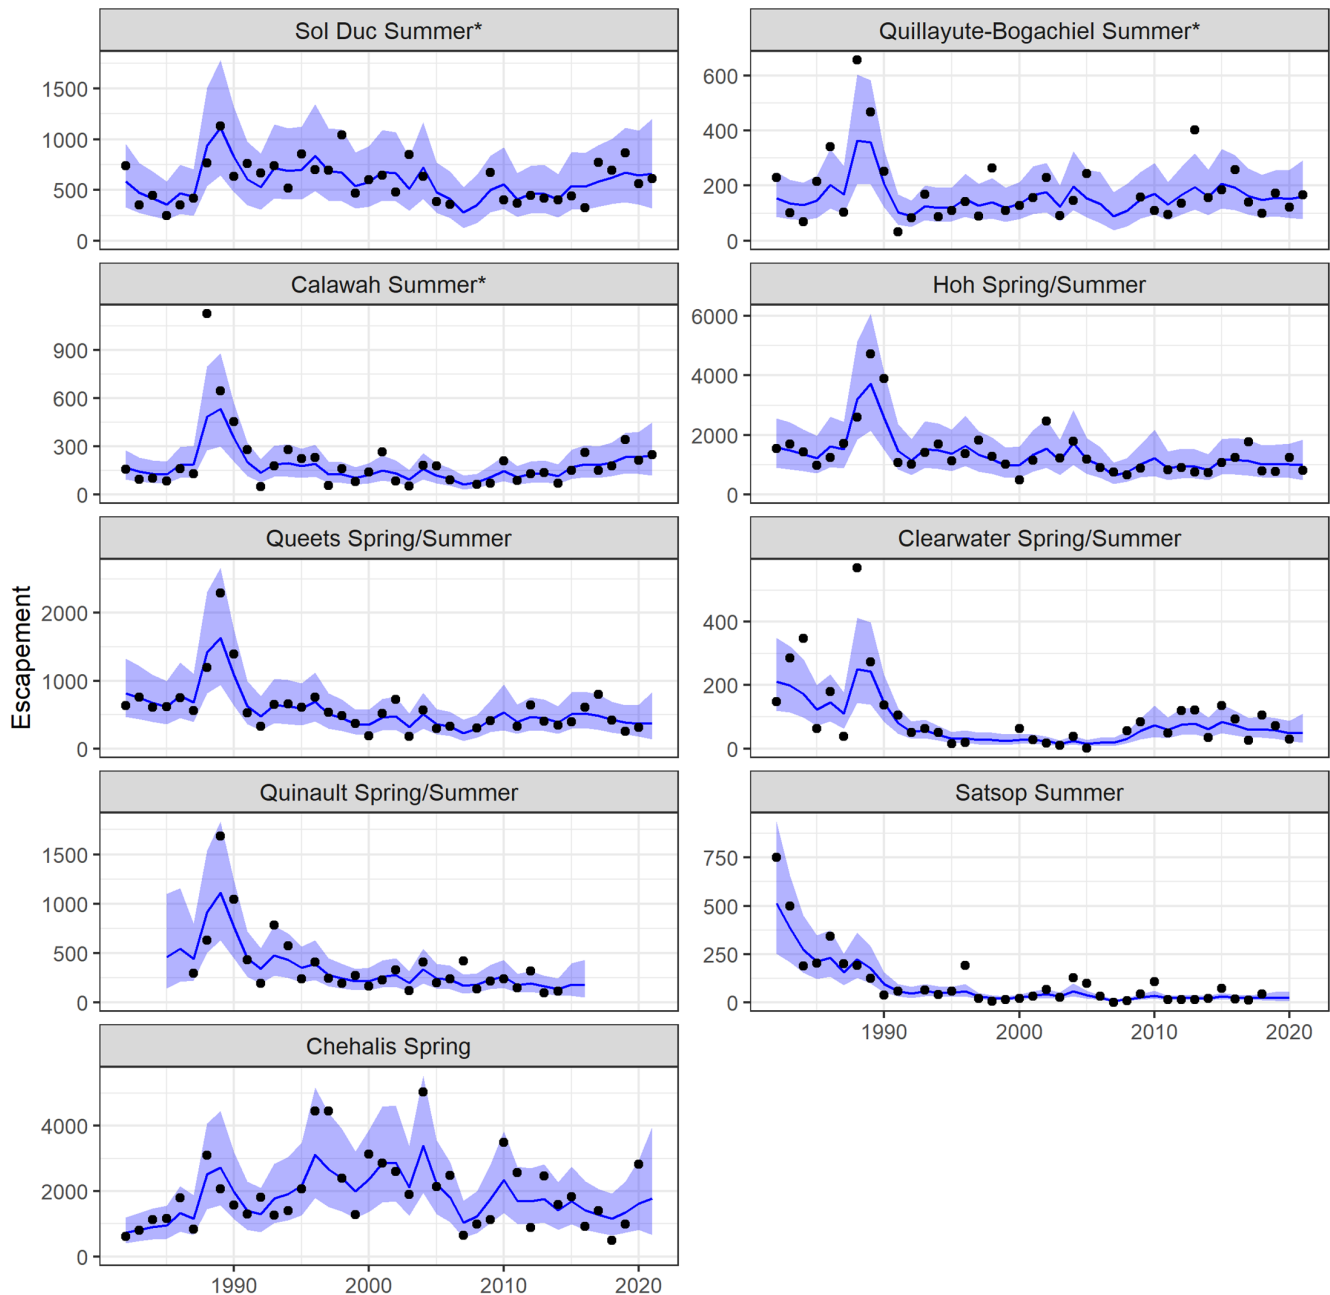 Sol Duc Summer*
1500
1000
500
0
Quillayute-Bogachiel Summer*
600
400
200
0
Calawah Summer*
900
600
300
0
Hoh Spring/Summer
6000
4000
2000
0
Escapement
Queets Spring/Summer
2000
1000
0
Clearwater Spring/Summer
400
200
0
Quinault Spring/Summer
1500
1000
500
0
Satsop Summer
750
500
250
0
1990 2000 2010 2020
Chehalis Spring
4000
2000
0
1990 2000 2010 2020